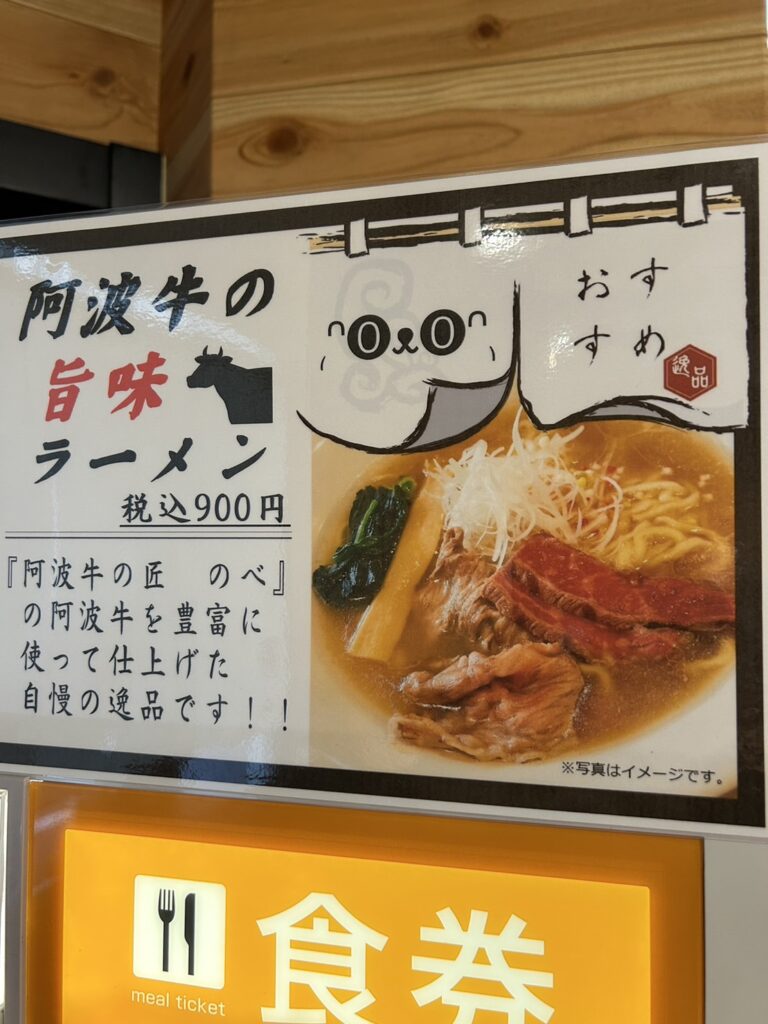 阿波牛の
旨味
ラーメン
税込900円
『阿波牛の匠　のべ』
の阿波牛を豊富に
使って仕上げた
自慢の逸品です！！
おす
すめ
逸品
※写真はイメージです。
食券
meal ticket